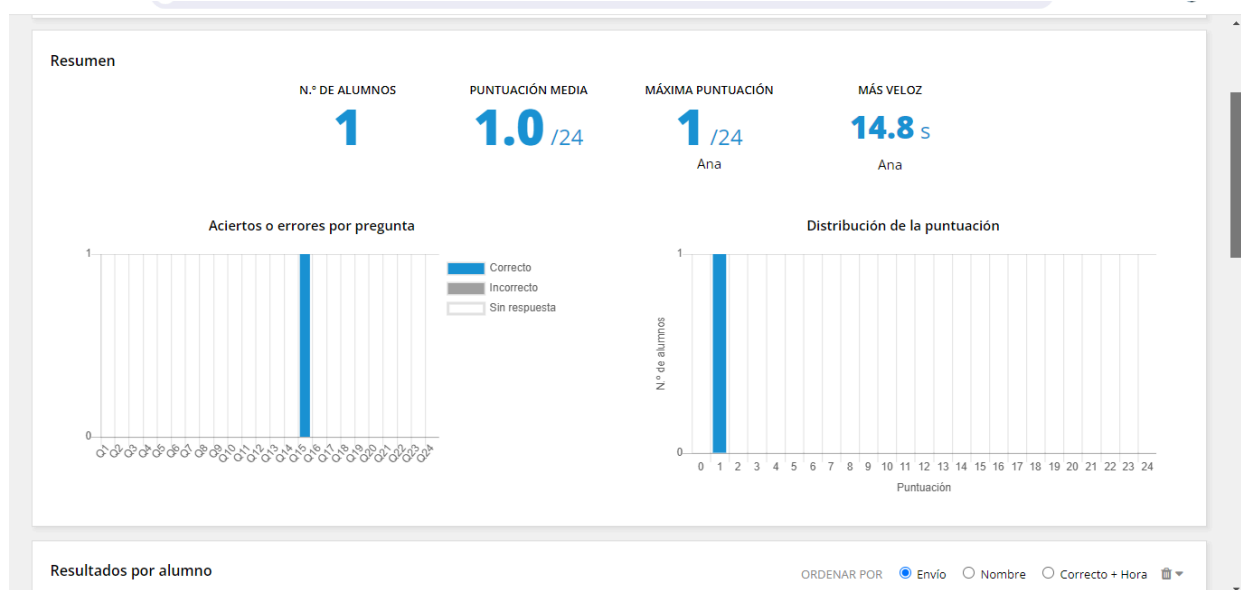 Resumen
N.º DE ALUMNOS PUNTUACIÓN MEDIA MÁXIMA PUNTUACIÓN MÁS VELOZ
1 1.0 /24 1 /24 14.8 s
Ana Ana
Aciertos o errores por pregunta
1
0
Q1 Q2 Q3 Q4 Q5 Q6 Q7 Q8 Q9 Q10 Q11 Q12 Q13 Q14 Q15 Q16 Q17 Q18 Q19 Q20 Q21 Q22 Q23 Q24
Correcto
Incorrecto
Sin respuesta
Distribución de la puntuación
N.º de alumnos
1
0
0 1 2 3 4 5 6 7 8 9 10 11 12 13 14 15 16 17 18 19 20 21 22 23 24
Puntuación
Resultados por alumno ORDENAR POR Envío Nombre Correcto + Hora